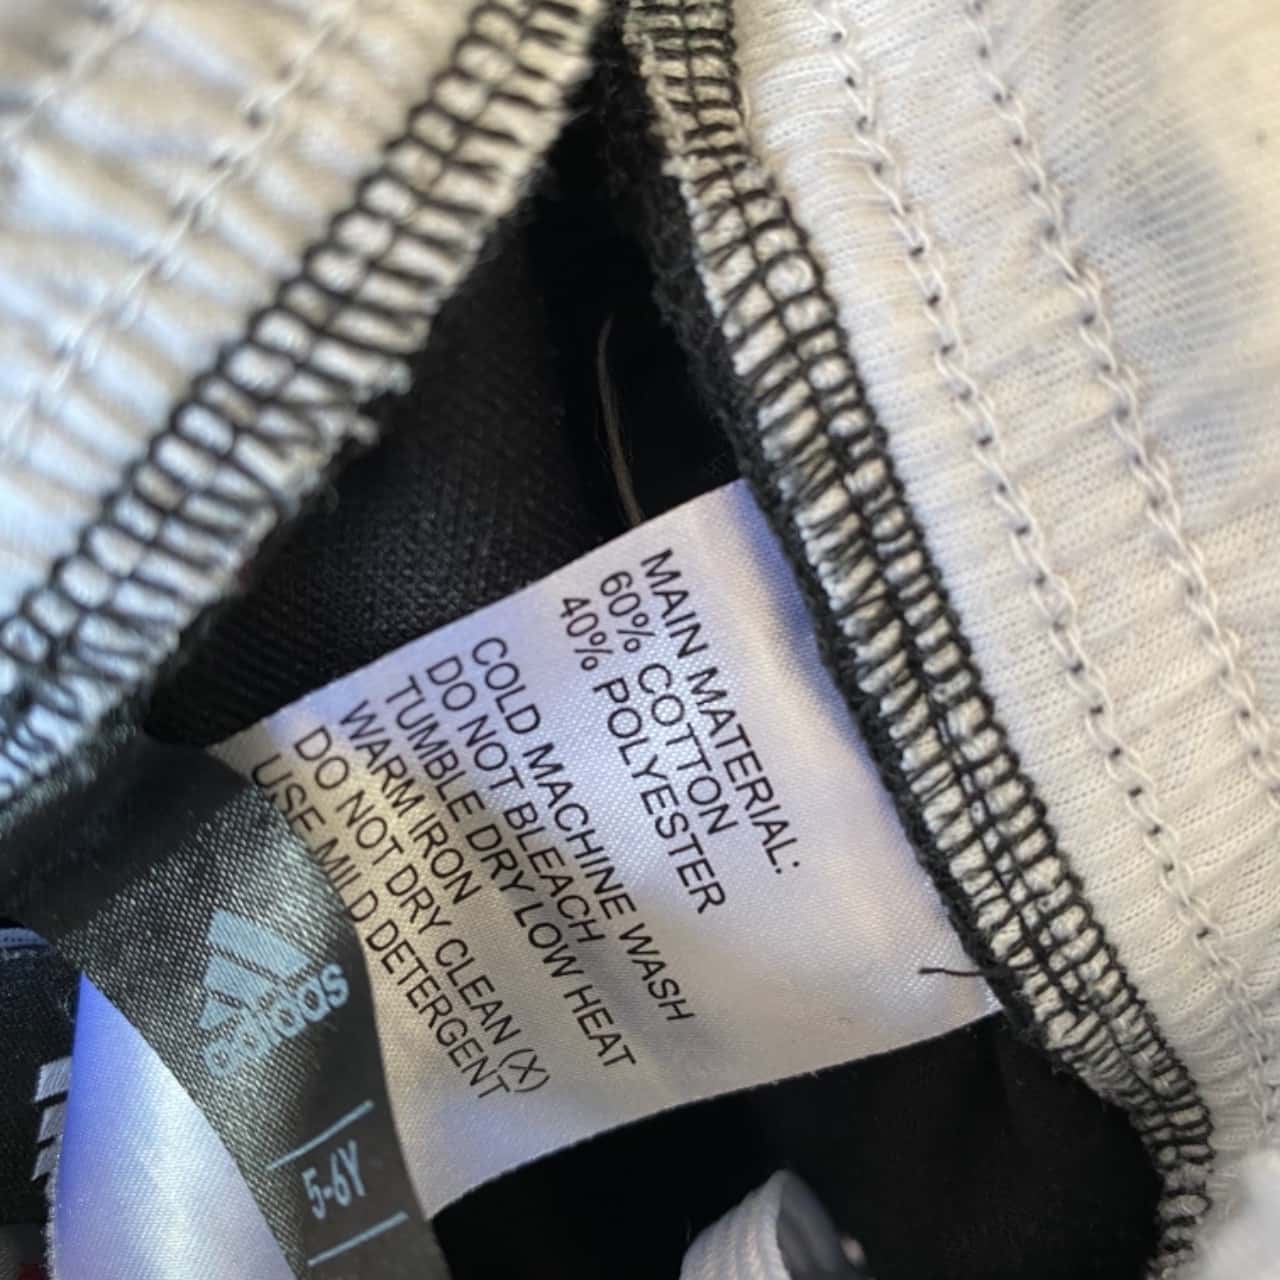 MAIN MATERIAL:
60% COTTON
40% POLYESTER
COLD MACHINE WASH
DO NOT BLEACH
TUMBLE DRY LOW HEAT
WARM IRON
DO NOT DRY CLEAN (X)
USE MILD DETERGENT
adidas
5-6Y